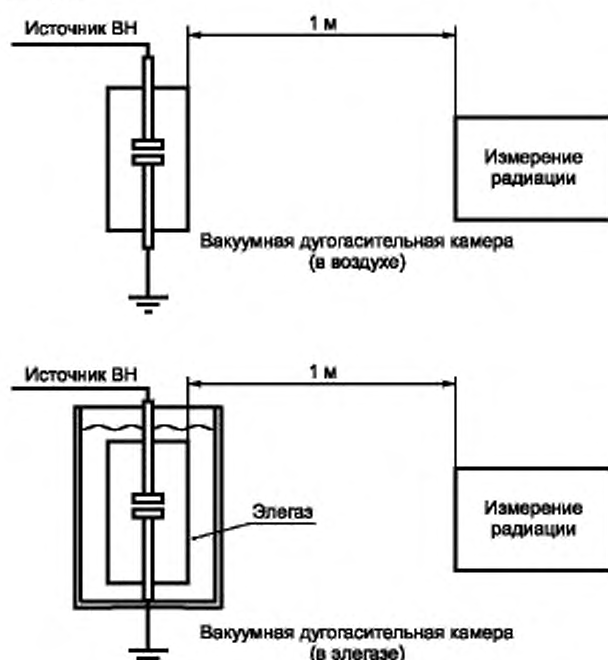 Источник ВН
1 м
Измерение
радиации
Вакуумная дугогасительная камера
(в воздухе)
Источник ВН
1 м
Элегаз
Измерение
радиации
Вакуумная дугогасительная камера
(в элегазе)